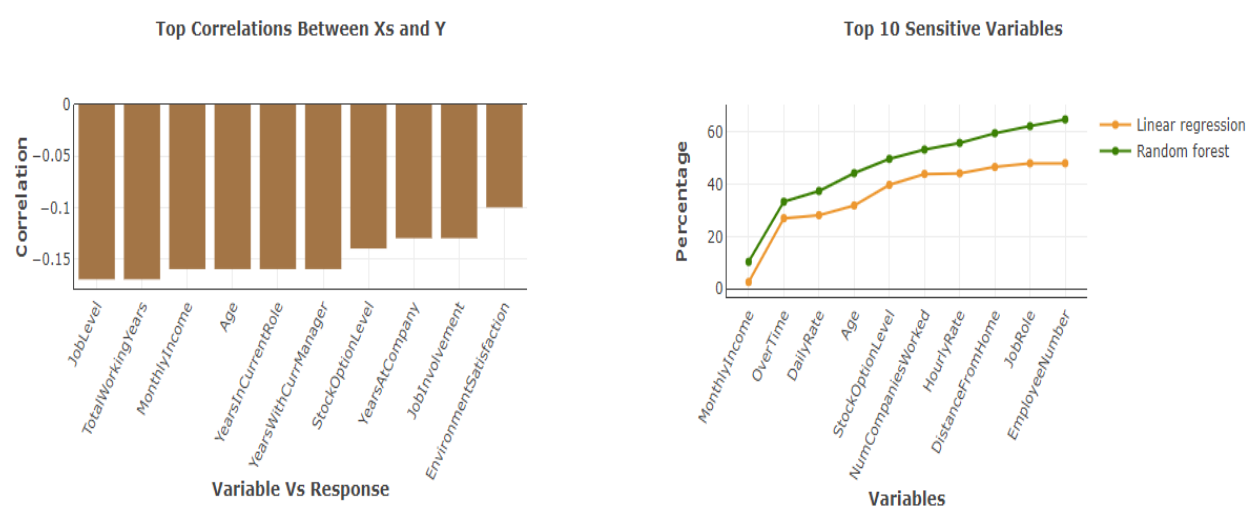 Top Correlations Between Xs and Y
Correlation
0
−0.05
−0.1
−0.15
JobLevel
TotalWorkingYears
MonthlyIncome
Age
YearsInCurrentRole
YearsWithCurrManager
StockOptionLevel
YearsAtCompany
JobInvolvement
EnvironmentSatisfaction
Variable Vs Response
Top 10 Sensitive Variables
Percentage
60
40
20
0
MonthlyIncome
OverTime
DailyRate
Age
StockOptionLevel
NumCompaniesWorked
HourlyRate
DistanceFromHome
JobRole
EmployeeNumber
Variables
Linear regression
Random forest